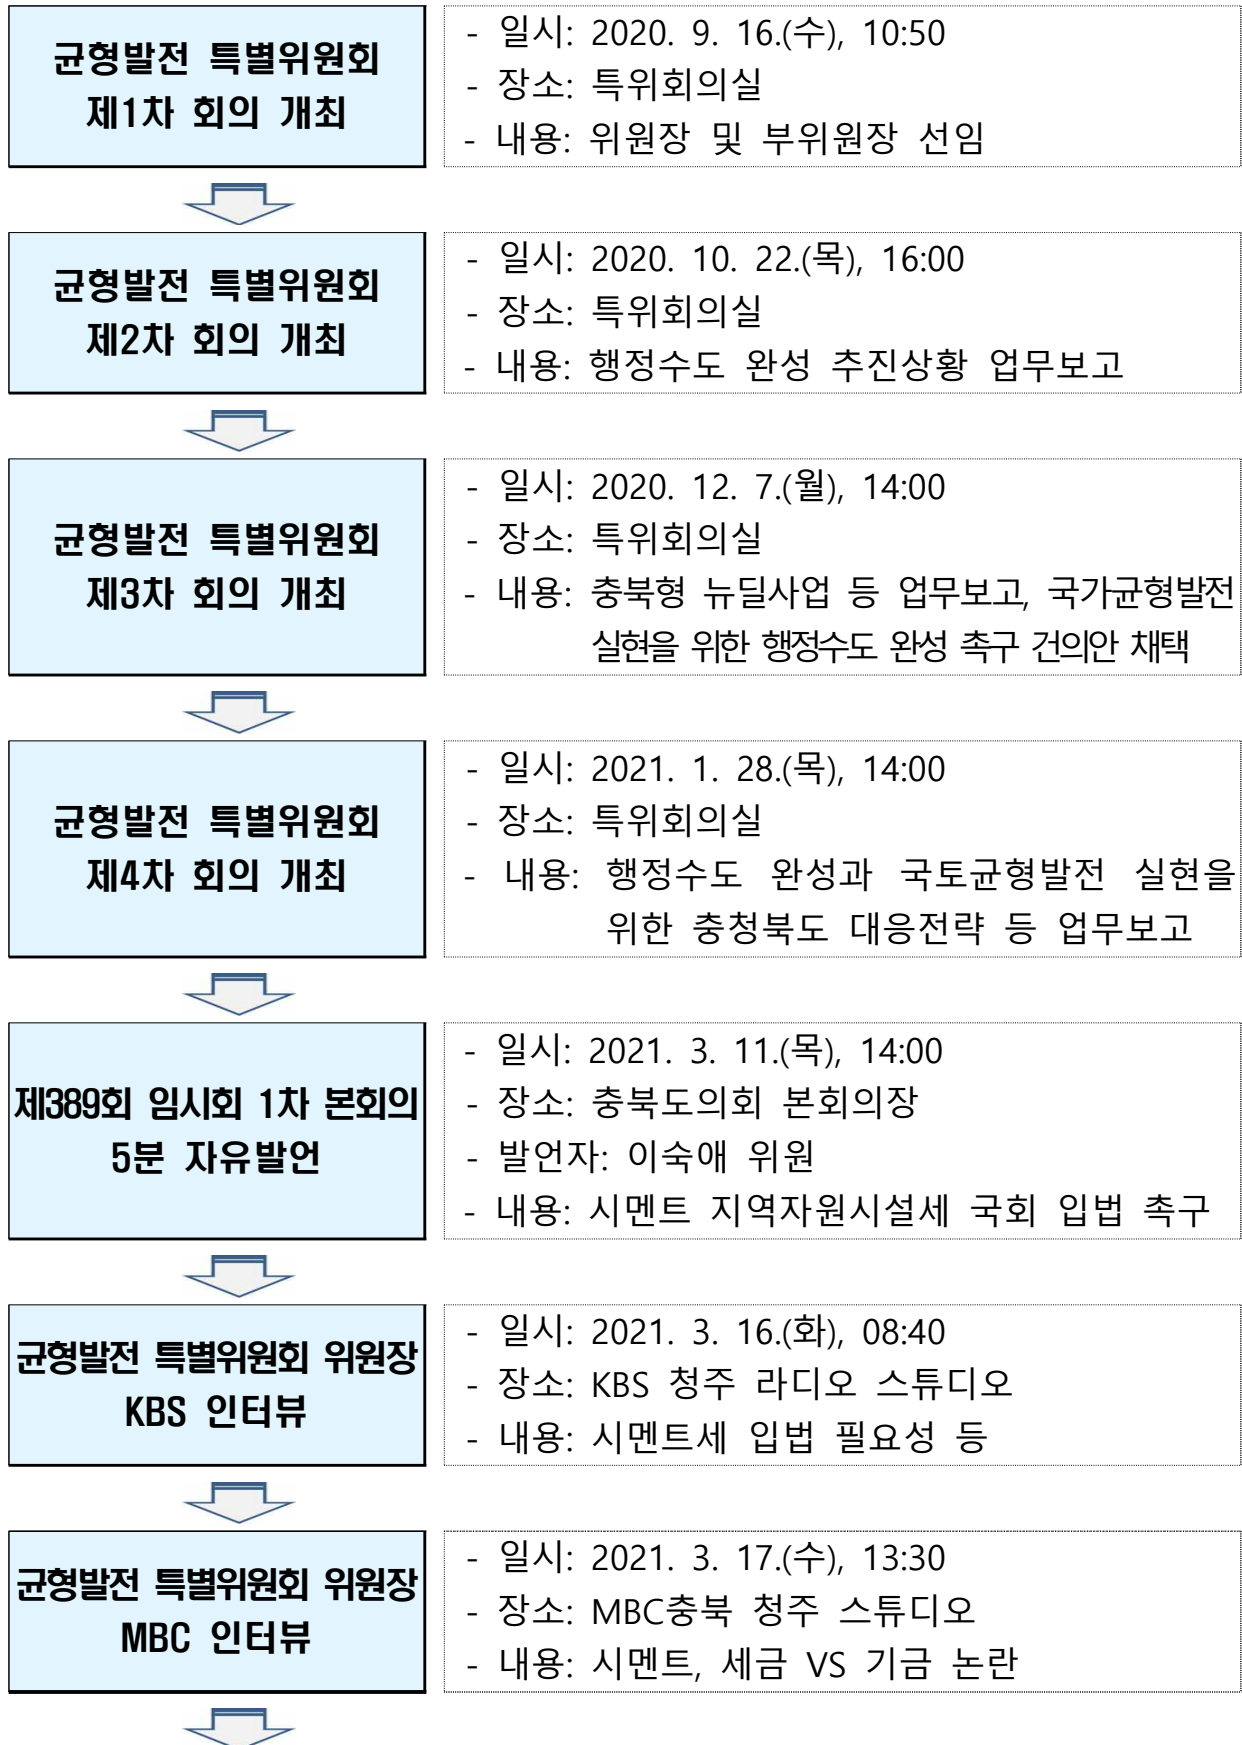 균형발전 특별위원회
제1차 회의 개최
- 일시: 2020. 9. 16.(수), 10:50
- 장소: 특위회의실
- 내용: 위원장 및 부위원장 선임
균형발전 특별위원회
제2차 회의 개최
- 일시: 2020. 10. 22.(목), 16:00
- 장소: 특위회의실
- 내용: 행정수도 완성 추진상황 업무보고
균형발전 특별위원회
제3차 회의 개최
- 일시: 2020. 12. 7.(월), 14:00
- 장소: 특위회의실
- 내용: 충북형 뉴딜사업 등 업무보고, 국가균형발전
실현을 위한 행정수도 완성 촉구 건의안 채택
균형발전 특별위원회
제4차 회의 개최
- 일시: 2021. 1. 28.(목), 14:00
- 장소: 특위회의실
- 내용: 행정수도 완성과 국토균형발전 실현을
위한 충청북도 대응전략 등 업무보고
제389회 임시회 1차 본회의
5분 자유발언
- 일시: 2021. 3. 11.(목), 14:00
- 장소: 충북도의회 본회의장
- 발언자: 이숙애 위원
- 내용: 시멘트 지역자원시설세 국회 입법 촉구
균형발전 특별위원회 위원장
KBS 인터뷰
- 일시: 2021. 3. 16.(화), 08:40
- 장소: KBS 청주 라디오 스튜디오
- 내용: 시멘트세 입법 필요성 등
균형발전 특별위원회 위원장
MBC 인터뷰
- 일시: 2021. 3. 17.(수), 13:30
- 장소: MBC충북 청주 스튜디오
- 내용: 시멘트, 세금 VS 기금 논란